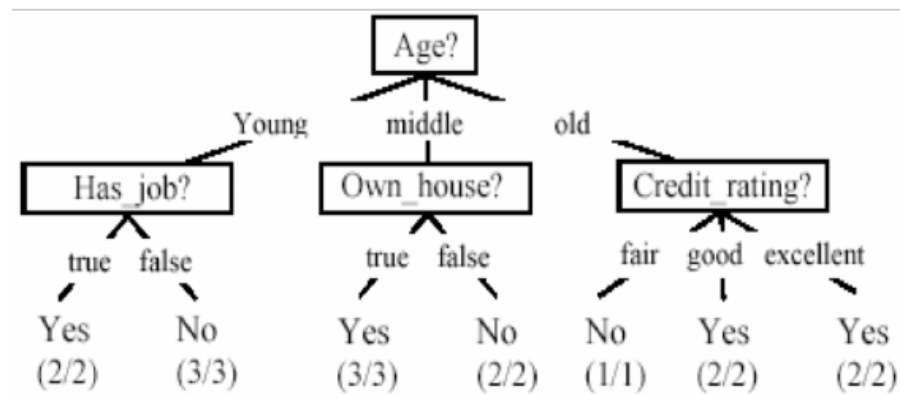 Age?
Young middle old
Has_job? Own_house? Credit_rating?
true false true false fair good excellent
Yes No Yes No No Yes Yes
(2/2) (3/3) (3/3) (2/2) (1/1) (2/2) (2/2)